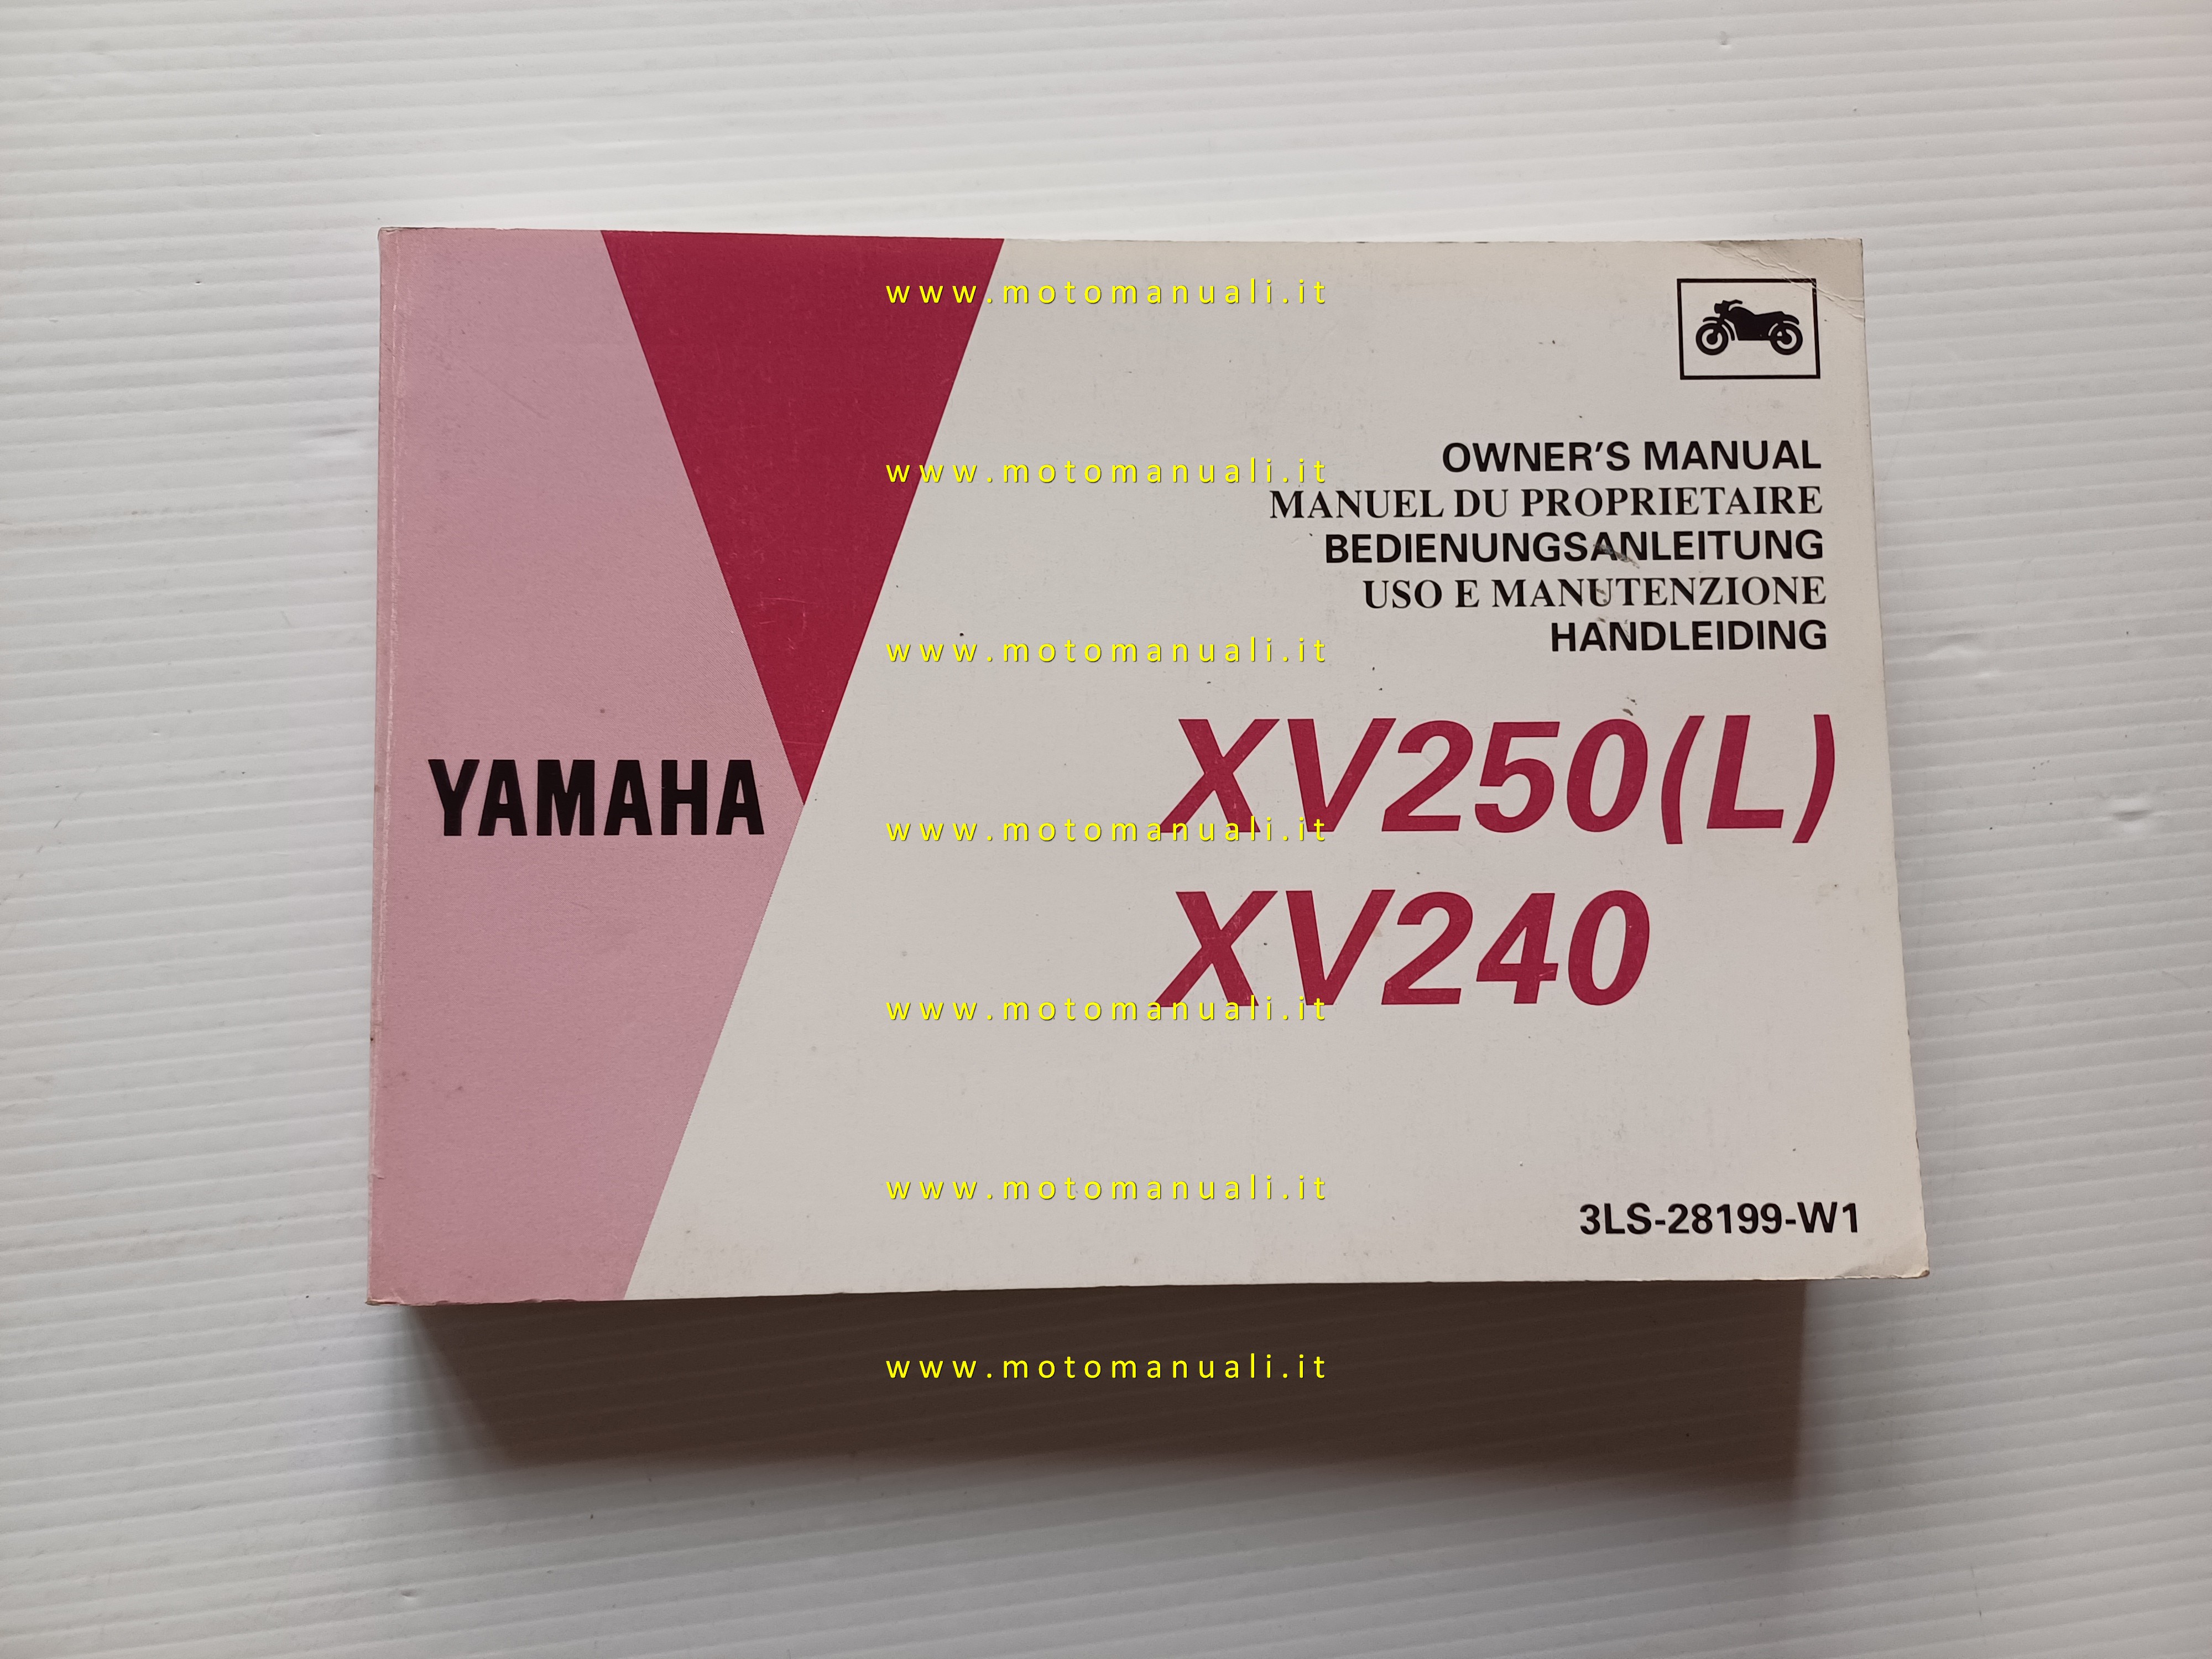 www.motomanuali.it
OWNER'S MANUAL
www.motomanuali.it
MANUEL DU PROPRIETAIRE
BEDIENUNGSANLEITUNG
USO E MANUTENZIONE
HANDLEIDING
www.motomanuali.it
XV250(L)
YAMAHA
www.motomanuali.it
XV240
www.motomanuali.it
www.motomanuali.it
3LS-28199-W1
www.motomanuali.it